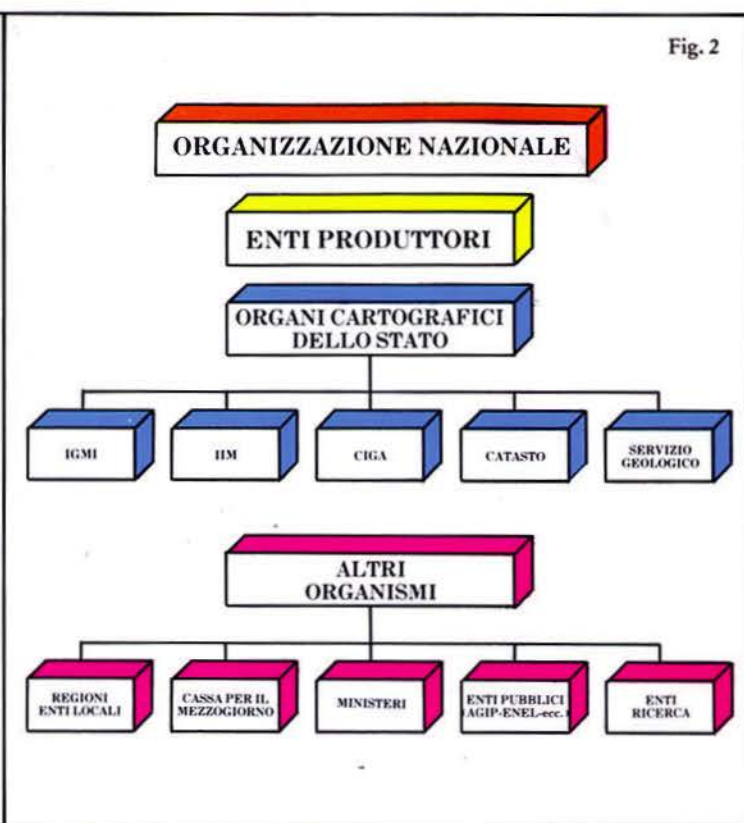 Fig. 2
ORGANIZZAZIONE NAZIONALE
ENTI PRODUTTORI
ORGANI CARTOGRAFICI
DELLO STATO
IGMI
IIM
CIGA
CATASTO
SERVIZIO
GEOLOGICO
ALTRI
ORGANISMI
REGIONI
ENTI LOCALI
CASSA PER IL
MEZZOGIORNO
MINISTERI
ENTI PUBBLICI
(AGIP-ENEL-ecc.)
ENTI
RICERCA